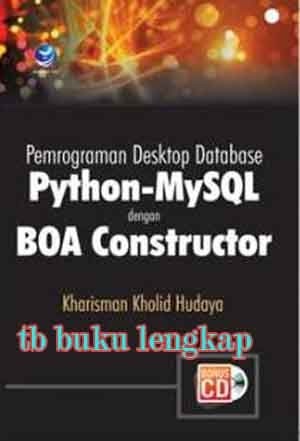 Pemrograman Desktop Database
Python-MySQL
dengan
BOA Constructor
Kharisman Kholid Hudaya
tb buku lengkap
BONUS
CD